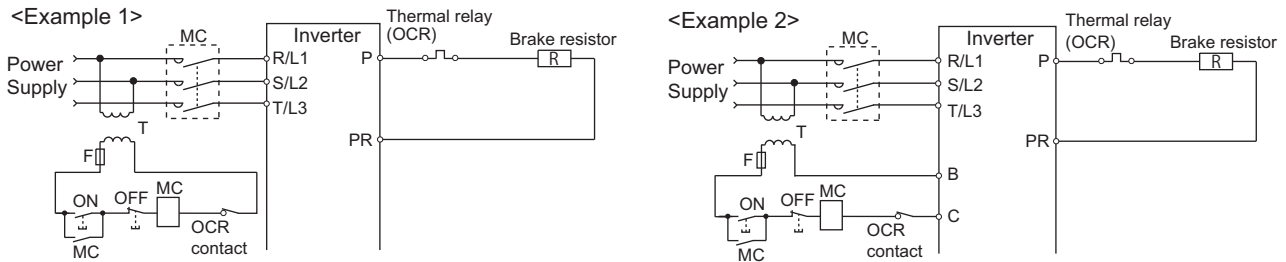 <Example 1>
MC
Inverter
Thermal relay
(OCR)
Brake resistor
Power
Supply
R/L1
S/L2
T/L3
P
R
PR
T
F
ON
OFF
MC
MC
OCR
contact
<Example 2>
MC
Inverter
Thermal relay
(OCR)
Brake resistor
Power
Supply
R/L1
S/L2
T/L3
P
R
PR
T
F
B
ON
OFF
MC
C
MC
OCR
contact